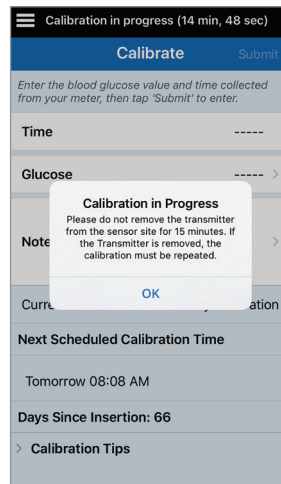 Calibration in progress (14 min, 48 sec)
Calibrate
Submit
Enter the blood glucose value and time collected
from your meter, then tap 'Submit' to enter.
Time -----
Glucose ----- >
Calibration in Progress
Please do not remove the transmitter
from the sensor site for 15 minutes. If
the Transmitter is removed, the
calibration must be repeated.
OK
Next Scheduled Calibration Time
Tomorrow 08:08 AM
Days Since Insertion: 66
> Calibration Tips